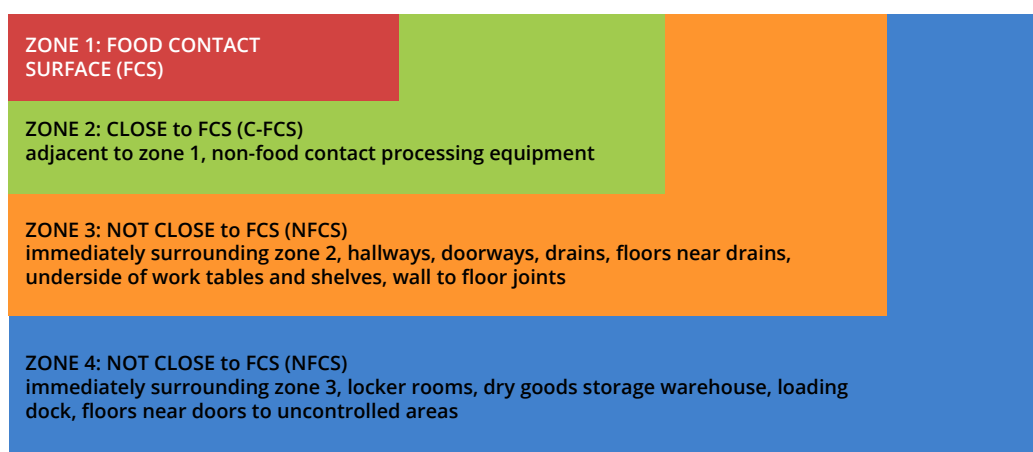 ZONE 1: FOOD CONTACT
SURFACE (FCS)
ZONE 2: CLOSE to FCS (C-FCS)
adjacent to zone 1, non-food contact processing equipment
ZONE 3: NOT CLOSE to FCS (NFCS)
immediately surrounding zone 2, hallways, doorways, drains, floors near drains,
underside of work tables and shelves, wall to floor joints
ZONE 4: NOT CLOSE to FCS (NFCS)
immediately surrounding zone 3, locker rooms, dry goods storage warehouse, loading
dock, floors near doors to uncontrolled areas